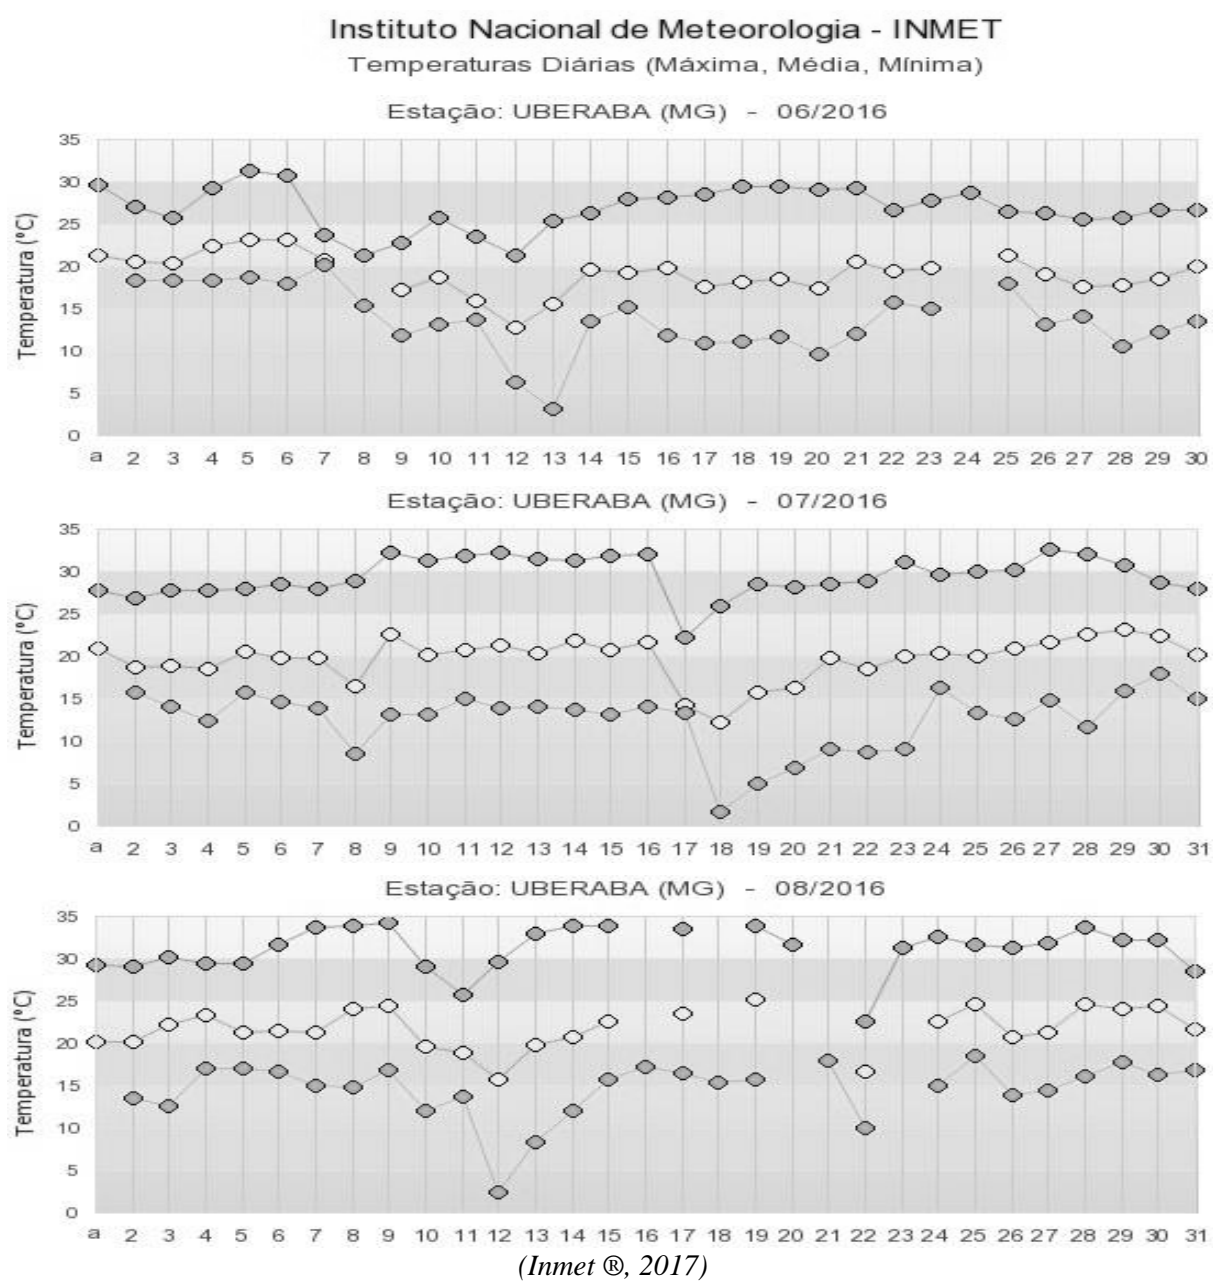 Instituto Nacional de Meteorologia - INMET
Temperaturas Diárias (Máxima, Média, Mínima)
Estação: UBERABA (MG) - 06/2016
Temperatura (°C)
35
30
25
20
15
10
5
0
a 2 3 4 5 6 7 8 9 10 11 12 13 14 15 16 17 18 19 20 21 22 23 24 25 26 27 28 29 30
Estação: UBERABA (MG) - 07/2016
Temperatura (°C)
35
30
25
20
15
10
5
0
a 2 3 4 5 6 7 8 9 10 11 12 13 14 15 16 17 18 19 20 21 22 23 24 25 26 27 28 29 30 31
Estação: UBERABA (MG) - 08/2016
Temperatura (°C)
35
30
25
20
15
10
5
0
a 2 3 4 5 6 7 8 9 10 11 12 13 14 15 16 17 18 19 20 21 22 23 24 25 26 27 28 29 30 31
(Inmet ®, 2017)